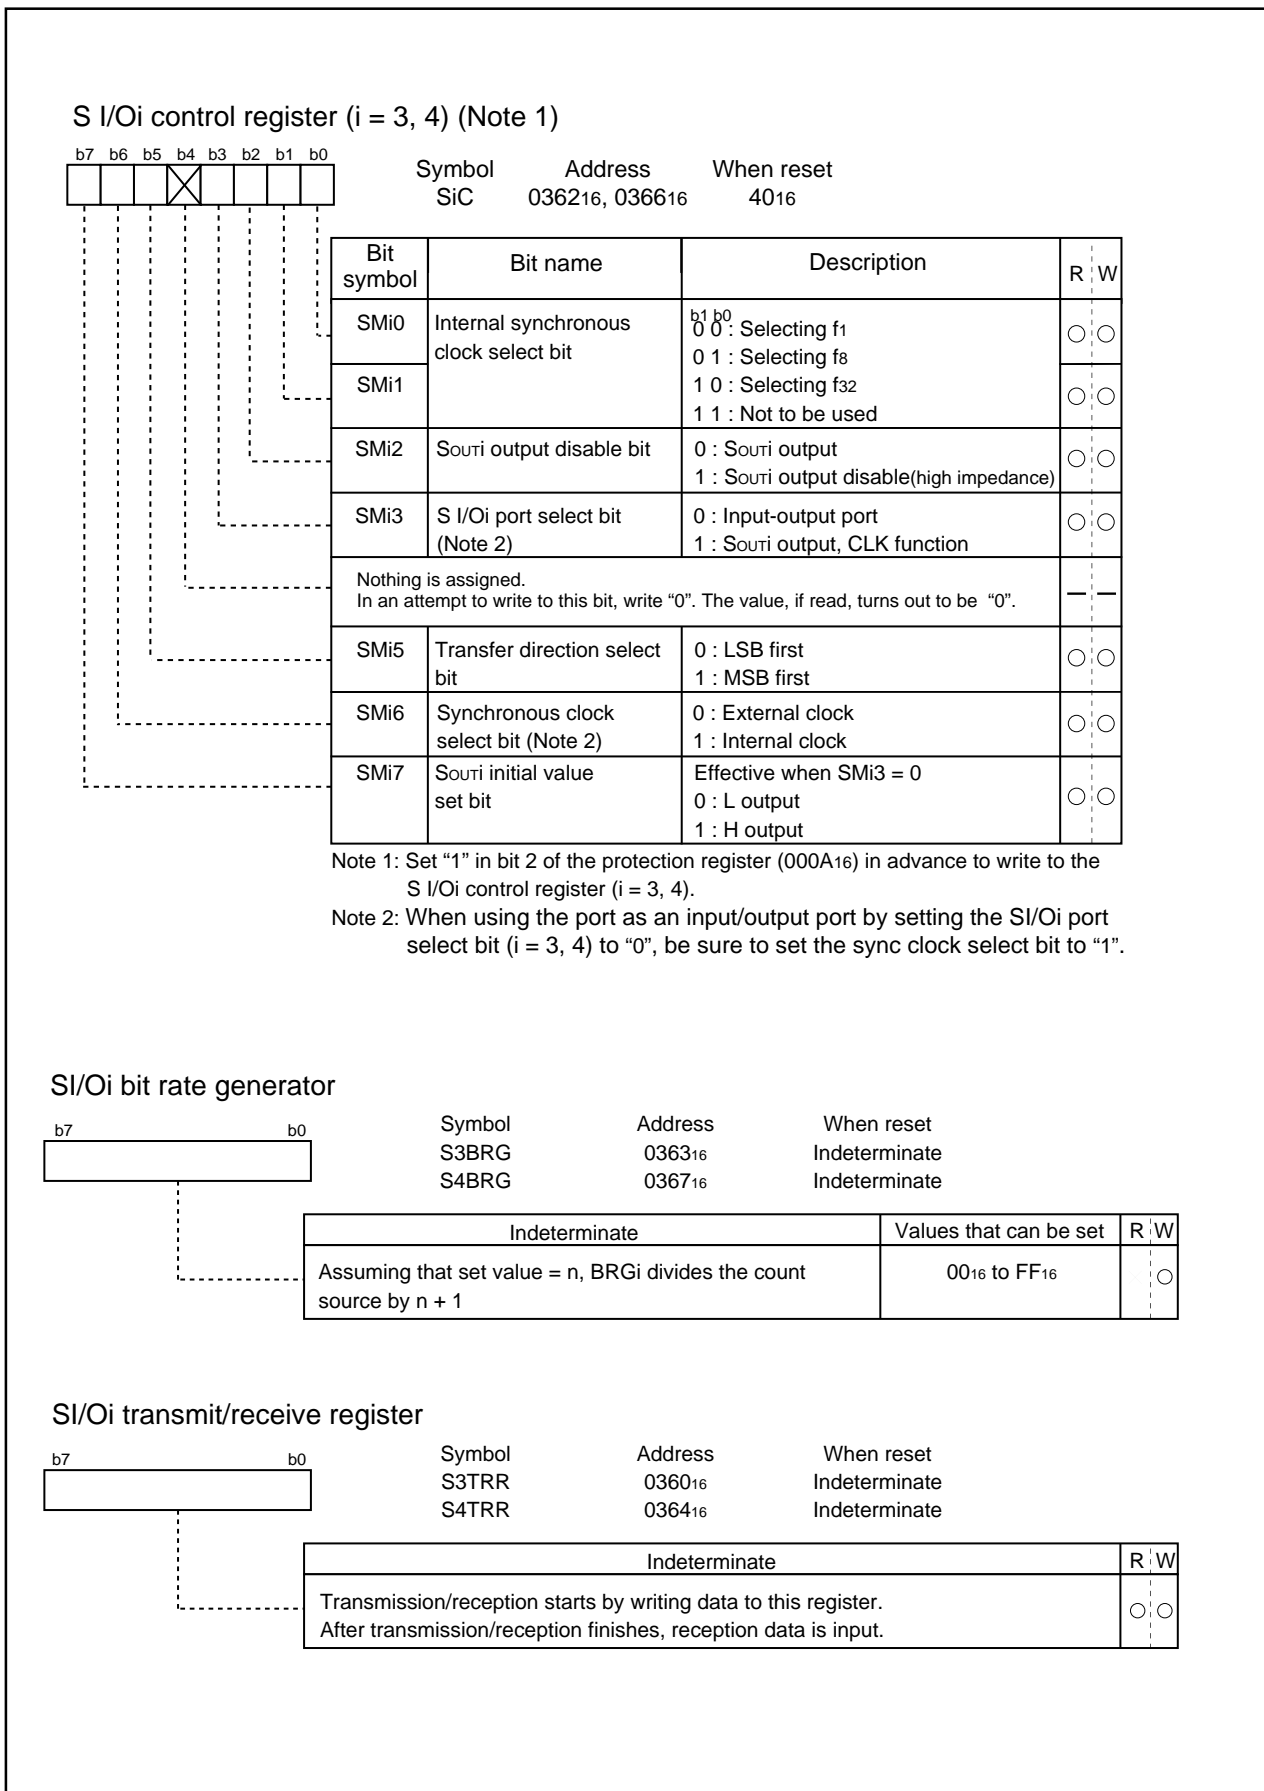 S I/Oi control register (i = 3, 4) (Note 1)
b7 b6 b5 b4 b3 b2 b1 b0
Symbol Address When reset
SiC 036216, 036616 4016
Bit symbol Bit name Description R W
SMi0 Internal synchronous clock select bit b1 b0
0 0 : Selecting f1
0 1 : Selecting f8
SMi1 1 0 : Selecting f32
1 1 : Not to be used
SMi2 SOUTi output disable bit 0 : SOUTi output
1 : SOUTi output disable(high impedance)
SMi3 S I/Oi port select bit 0 : Input-output port
(Note 2) 1 : SOUTi output, CLK function
Nothing is assigned.
In an attempt to write to this bit, write “0”. The value, if read, turns out to be “0”.
SMi5 Transfer direction select 0 : LSB first
bit 1 : MSB first
SMi6 Synchronous clock 0 : External clock
select bit (Note 2) 1 : Internal clock
SMi7 SOUTi initial value Effective when SMi3 = 0
set bit 0 : L output
1 : H output
Note 1: Set “1” in bit 2 of the protection register (000A16) in advance to write to the
S I/Oi control register (i = 3, 4).
Note 2: When using the port as an input/output port by setting the SI/Oi port
select bit (i = 3, 4) to “0”, be sure to set the sync clock select bit to “1”.
SI/Oi bit rate generator
b7 b0
Symbol Address When reset
S3BRG 036316 Indeterminate
S4BRG 036716 Indeterminate
Indeterminate Values that can be set R W
Assuming that set value = n, BRGi divides the count 0016 to FF16
source by n + 1
SI/Oi transmit/receive register
b7 b0
Symbol Address When reset
S3TRR 036016 Indeterminate
S4TRR 036416 Indeterminate
Indeterminate R W
Transmission/reception starts by writing data to this register.
After transmission/reception finishes, reception data is input.